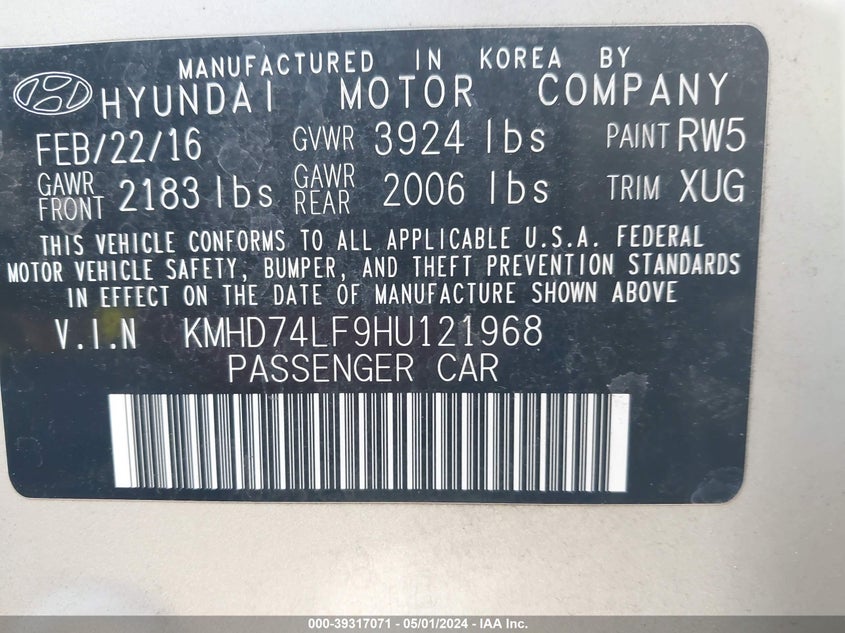 MANUFACTURED IN KOREA BY
HYUNDAI MOTOR COMPANY
FEB/22/16 GVWR 3924 lbs PAINT RW5
GAWR FRONT 2183 lbs GAWR REAR 2006 lbs TRIM XUG
THIS VEHICLE CONFORMS TO ALL APPLICABLE U.S.A. FEDERAL
MOTOR VEHICLE SAFETY, BUMPER, AND THEFT PREVENTION STANDARDS
IN EFFECT ON THE DATE OF MANUFACTURE SHOWN ABOVE
V.I.N KMHD74LF9HU121968
PASSENGER CAR
000-39317071 - 05/01/2024 - IAA Inc.